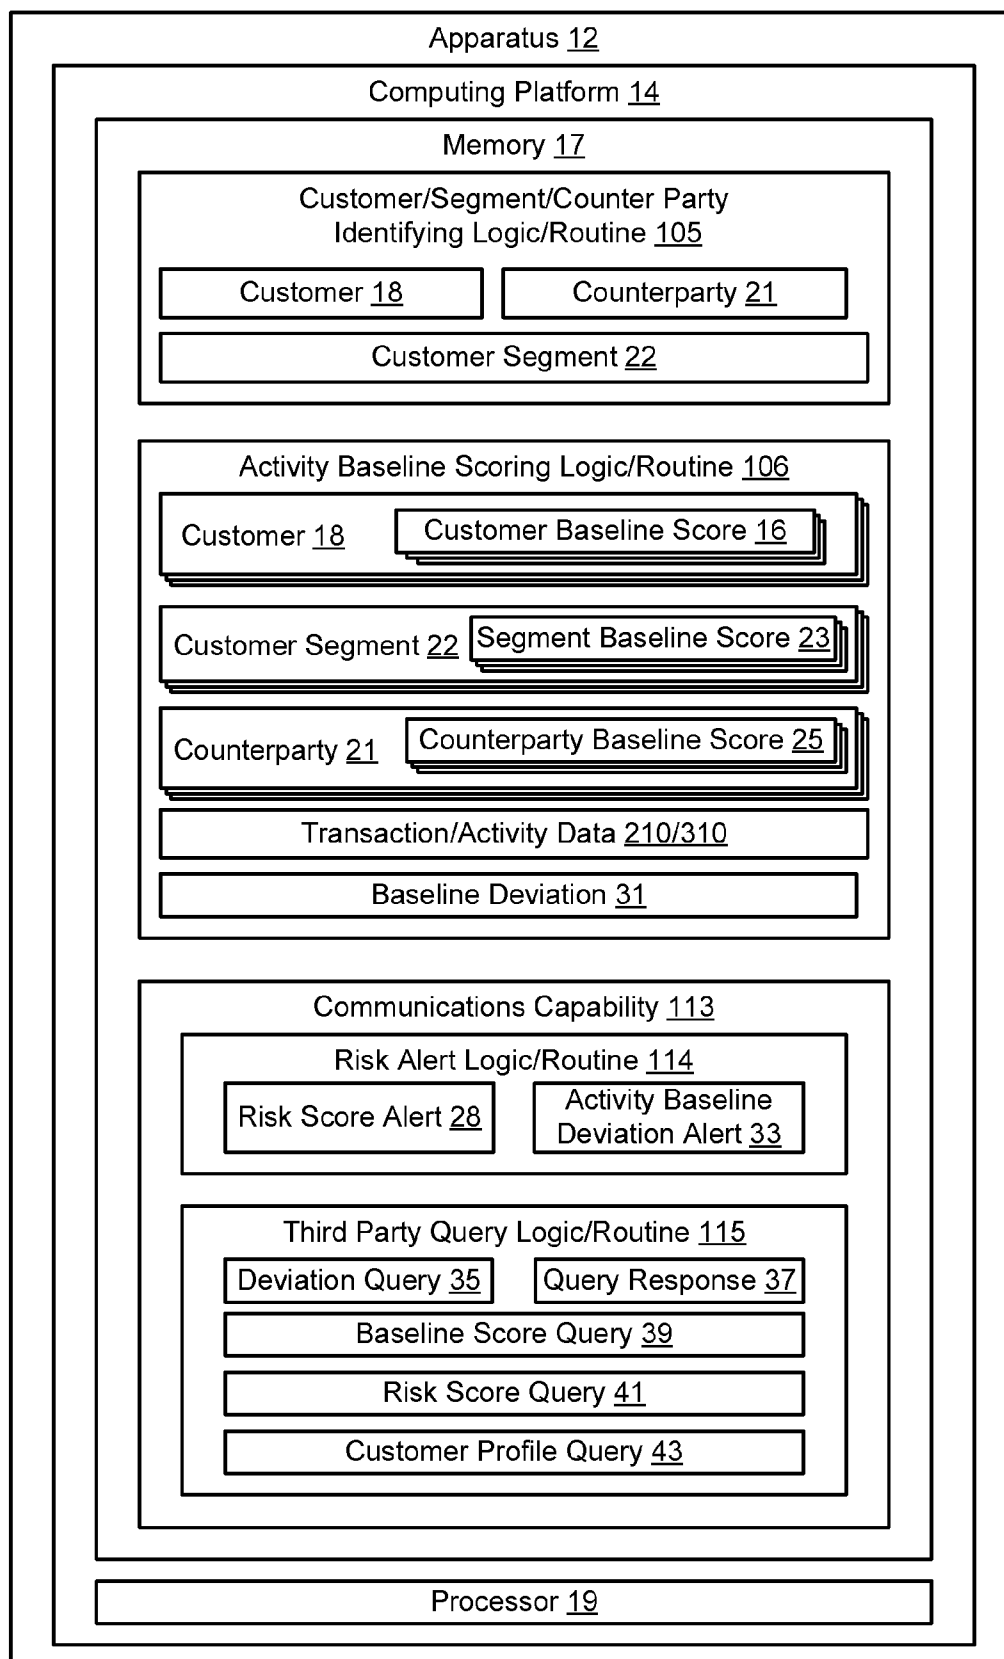 Apparatus 12
Computing Platform 14
Memory 17
Customer/Segment/Counter Party
Identifying Logic/Routine 105
Customer 18
Counterparty 21
Customer Segment 22
Activity Baseline Scoring Logic/Routine 106
Customer 18
Customer Baseline Score 16
Customer Segment 22
Segment Baseline Score 23
Counterparty 21
Counterparty Baseline Score 25
Transaction/Activity Data 210/310
Baseline Deviation 31
Communications Capability 113
Risk Alert Logic/Routine 114
Risk Score Alert 28
Activity Baseline
Deviation Alert 33
Third Party Query Logic/Routine 115
Deviation Query 35
Query Response 37
Baseline Score Query 39
Risk Score Query 41
Customer Profile Query 43
Processor 19